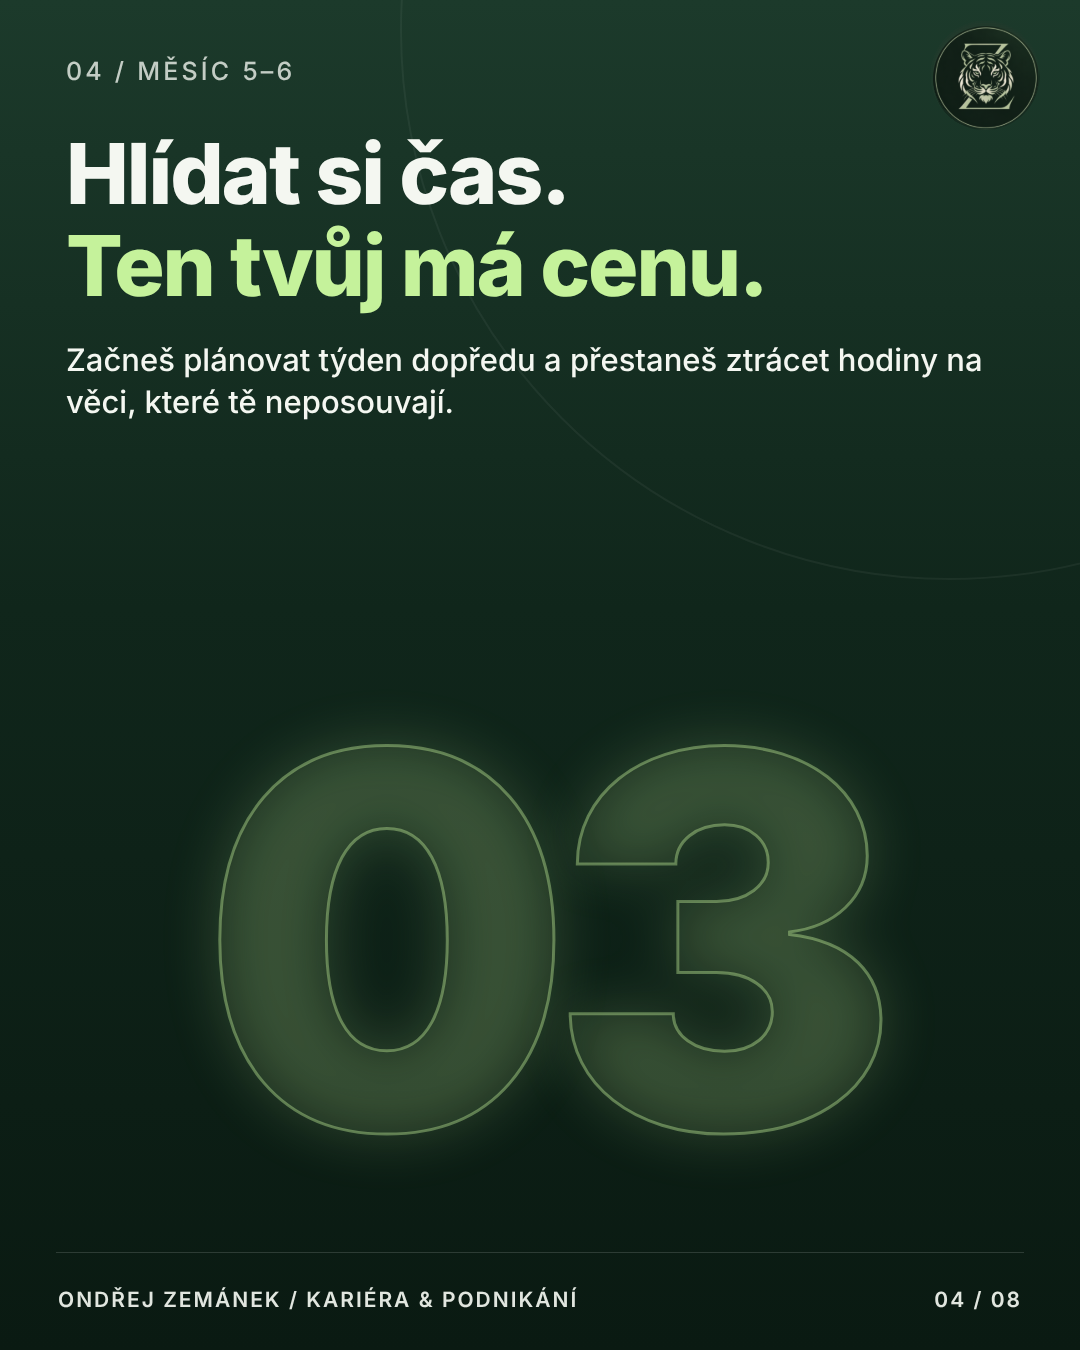 04 / MĚSÍC 5–6
Hlídat si čas.
Ten tvůj má cenu.
Začneš plánovat týden dopředu a přestaneš ztrácet hodiny na
věci, které tě neposouvají.
03
ONDŘEJ ZEMÁNEK / KARIÉRA & PODNIKÁNÍ
04 / 08